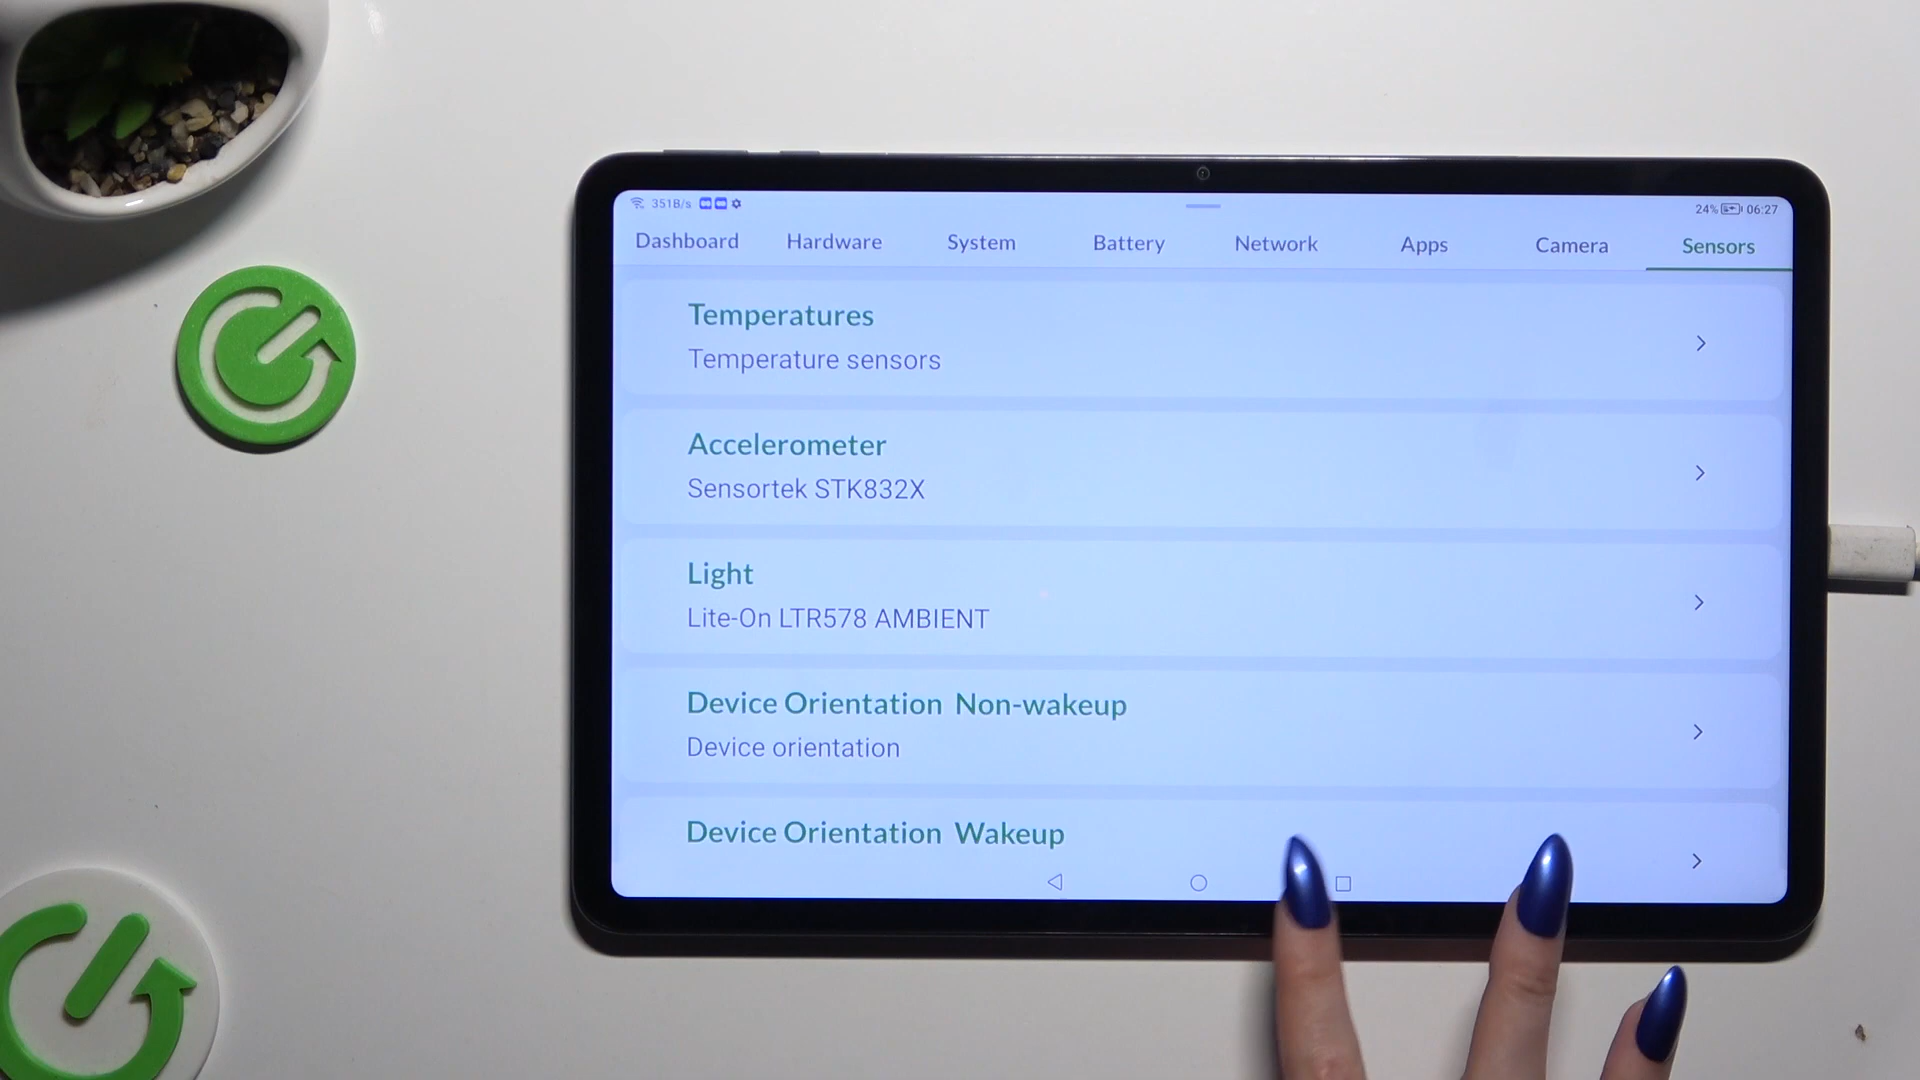 351B/s
24% 06:27
Dashboard Hardware System Battery Network Apps Camera Sensors
Temperatures
Temperature sensors
Accelerometer
Sensortek STK832X
Light
Lite-On LTR578 AMBIENT
Device Orientation Non-wakeup
Device orientation
Device Orientation Wakeup